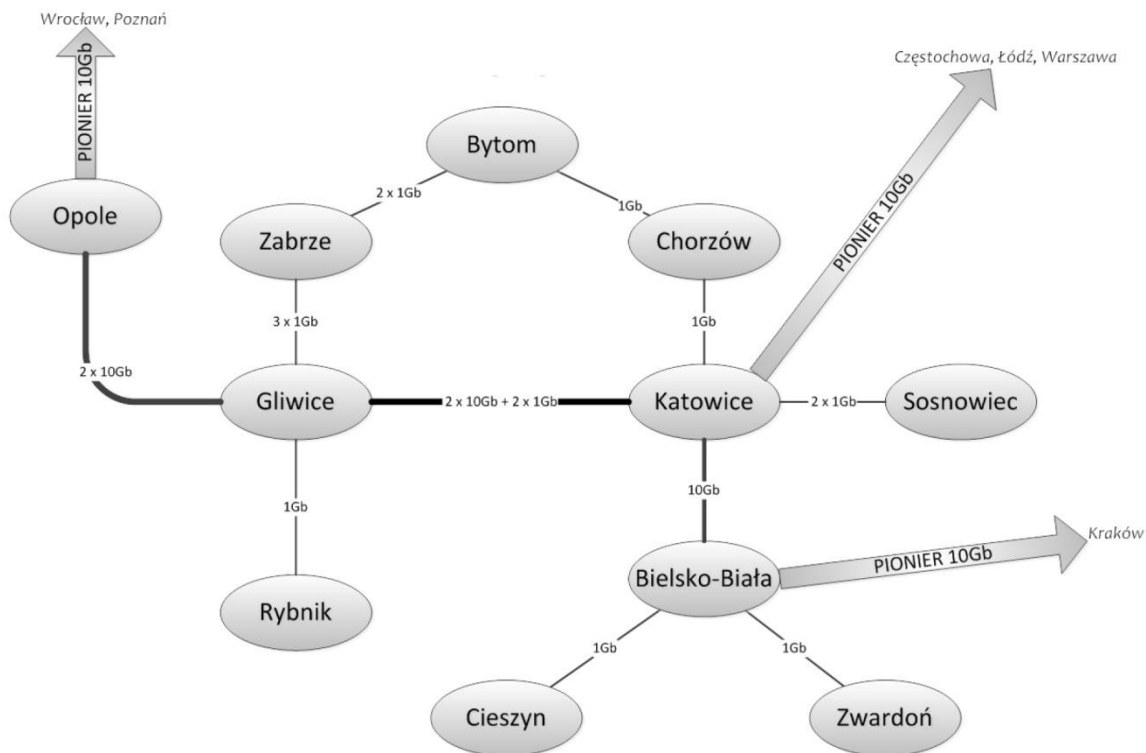 Wrocław, Poznań
Częstochowa, Łódź, Warszawa
PIONIER 10Gb
Bytom
2 x 1Gb
1Gb
PIONIER 10Gb
Opole
Zabrze
Chorzów
3 x 1Gb
1Gb
2 x 10Gb
Gliwice
2 x 10Gb + 2 x 1Gb
Katowice
2 x 1Gb
Sosnowiec
1Gb
10Gb
Kraków
PIONIER 10Gb
Bielsko-Biała
Rybnik
1Gb
1Gb
Cieszyn
Zwardoń